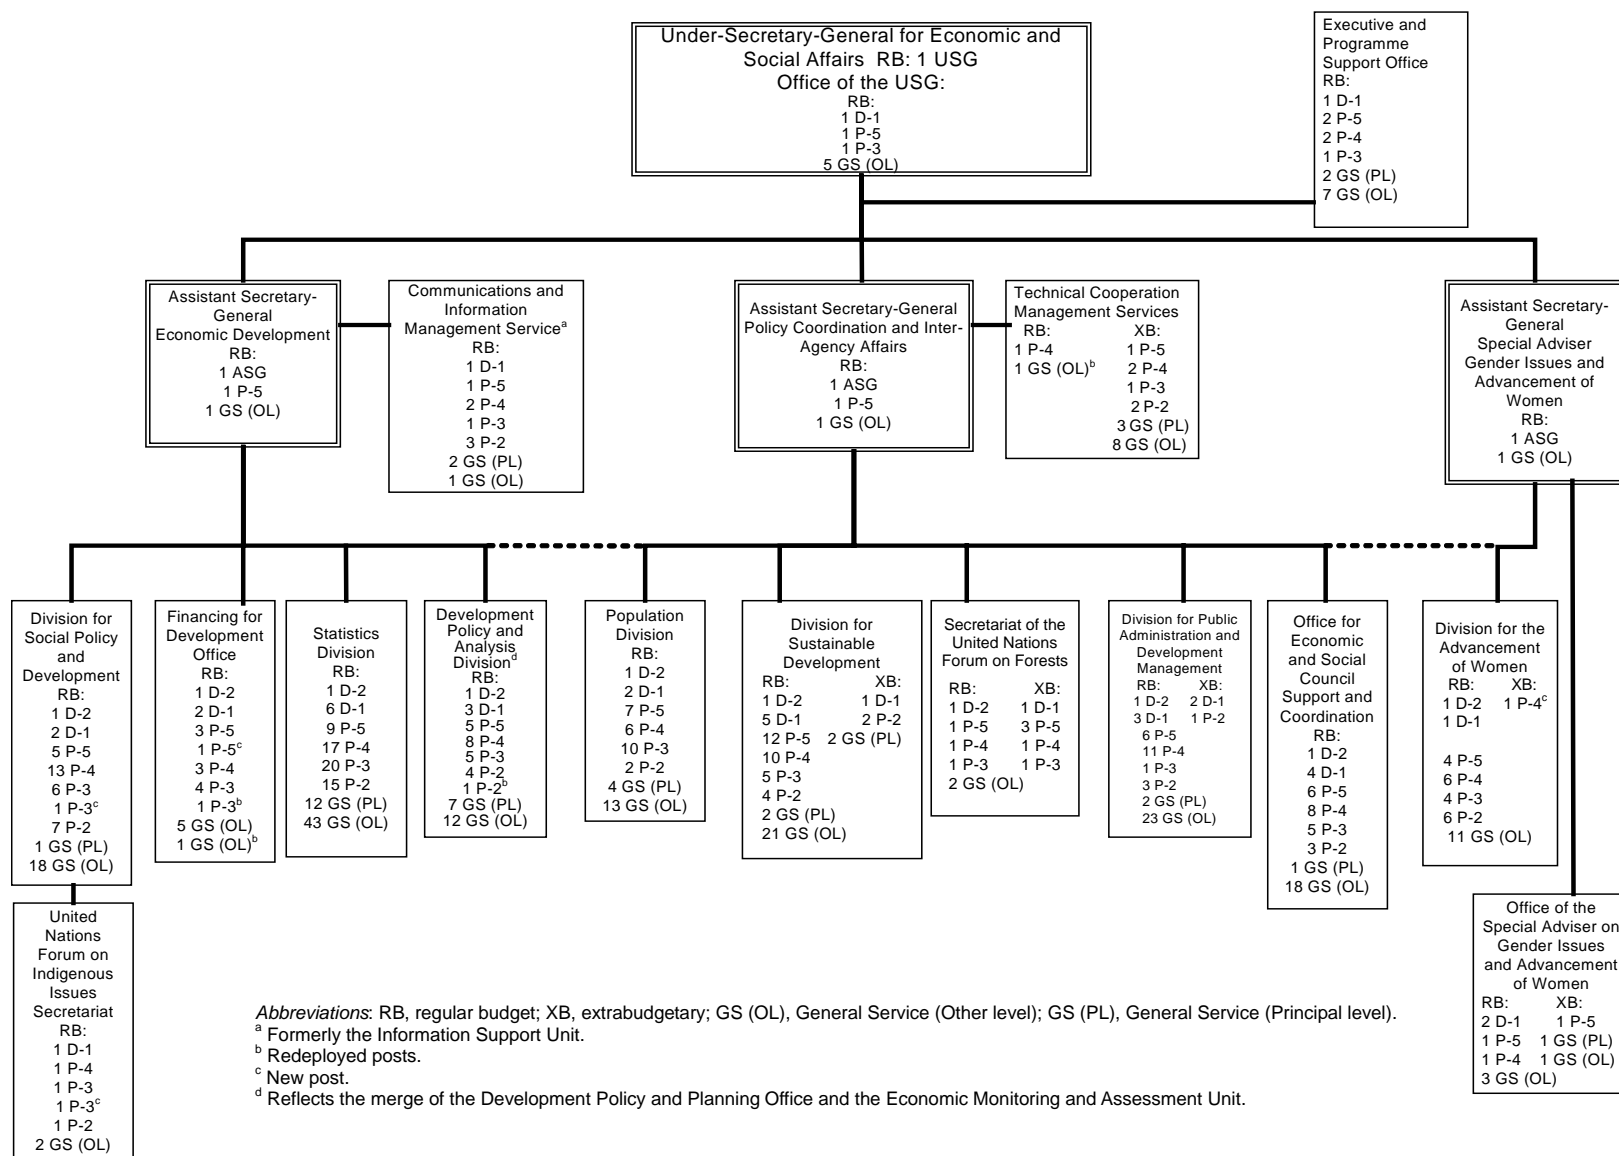 Under-Secretary-General for Economic and
Social Affairs RB: 1 USG
Office of the USG:
RB:
1 D-1
1 P-5
1 P-3
5 GS (OL)
Executive and
Programme
Support Office
RB:
1 D-1
2 P-5
2 P-4
1 P-3
2 GS (PL)
7 GS (OL)
Assistant Secretary-
General
Economic Development
RB:
1 ASG
1 P-5
1 GS (OL)
Communications and
Information
Management Service^a
RB:
1 D-1
1 P-5
2 P-4
1 P-3
3 P-2
2 GS (PL)
1 GS (OL)
Assistant Secretary-General
Policy Coordination and Inter-
Agency Affairs
RB:
1 ASG
1 P-5
1 GS (OL)
Technical Cooperation
Management Services
RB: XB:
1 P-4 1 P-5
1 GS (OL)^b 2 P-4
1 P-3
2 P-2
3 GS (PL)
8 GS (OL)
Assistant Secretary-
General
Special Adviser
Gender Issues and
Advancement of
Women
RB:
1 ASG
1 GS (OL)
Division for
Social Policy
and
Development
RB:
1 D-2
2 D-1
5 P-5
13 P-4
6 P-3
1 P-3^c
7 P-2
1 GS (PL)
18 GS (OL)
Financing for
Development
Office
RB:
1 D-2
2 D-1
3 P-5
1 P-5^c
3 P-4
4 P-3
1 P-3^b
5 GS (OL)
1 GS (OL)^b
Statistics
Division
RB:
1 D-2
6 D-1
9 P-5
17 P-4
20 P-3
15 P-2
12 GS (PL)
43 GS (OL)
Development
Policy and
Analysis
Division^d
RB:
1 D-2
3 D-1
5 P-5
8 P-4
5 P-3
4 P-2
1 P-2^b
7 GS (PL)
12 GS (OL)
Population
Division
RB:
1 D-2
2 D-1
7 P-5
6 P-4
10 P-3
2 P-2
4 GS (PL)
13 GS (OL)
Division for
Sustainable
Development
RB: XB:
1 D-2 1 D-1
5 D-1 2 P-2
12 P-5 2 GS (PL)
10 P-4
5 P-3
4 P-2
2 GS (PL)
21 GS (OL)
Secretariat of the
United Nations
Forum on Forests
RB: XB:
1 D-2 1 D-1
1 P-5 3 P-5
1 P-4 1 P-4
1 P-3 1 P-3
2 GS (OL)
Division for Public
Administration and
Development
Management
RB: XB:
1 D-2 2 D-1
3 D-1 1 P-2
6 P-5
11 P-4
1 P-3
3 P-2
2 GS (PL)
23 GS (OL)
Office for
Economic
and Social
Council
Support and
Coordination
RB:
1 D-2
4 D-1
6 P-5
8 P-4
5 P-3
3 P-2
1 GS (PL)
18 GS (OL)
Division for the
Advancement
of Women
RB: XB:
1 D-2 1 P-4^c
1 D-1
4 P-5
6 P-4
4 P-3
6 P-2
11 GS (OL)
United
Nations
Forum on
Indigenous
Issues
Secretariat
RB:
1 D-1
1 P-4
1 P-3
1 P-3^c
1 P-2
2 GS (OL)
Office of the
Special Adviser on
Gender Issues
and Advancement
of Women
RB: XB:
2 D-1 1 P-5
1 P-5 1 GS (PL)
1 P-4 1 GS (OL)
3 GS (OL)
Abbreviations: RB, regular budget; XB, extrabudgetary; GS (OL), General Service (Other level); GS (PL), General Service (Principal level).
^a Formerly the Information Support Unit.
^b Redeployed posts.
^c New post.
^d Reflects the merge of the Development Policy and Planning Office and the Economic Monitoring and Assessment Unit.